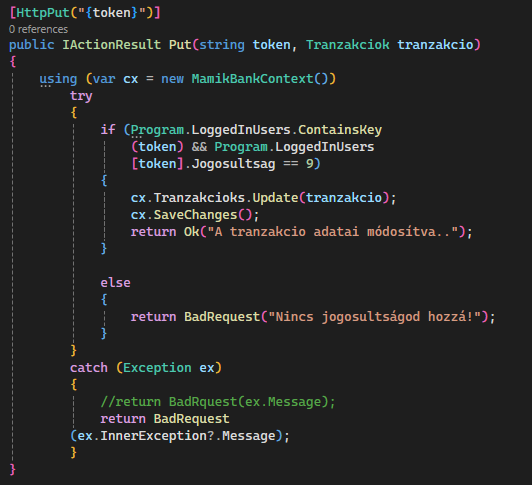 [HttpPut("{token}")]
0 references
public IActionResult Put(string token, Tranzakciok tranzakcio)
{
using (var cx = new MamikBankContext())
try
{
if (Program.LoggedInUsers.ContainsKey
(token) && Program.LoggedInUsers
[token].Jogosultsag == 9)
{
cx.Tranzakcioks.Update(tranzakcio);
cx.SaveChanges();
return Ok("A tranzakcio adatai módosítva..");
}
else
{
return BadRequest("Nincs jogosultságod hozzá!");
}
}
catch (Exception ex)
{
//return BadRquest(ex.Message);
return BadRequest
(ex.InnerException?.Message);
}
}